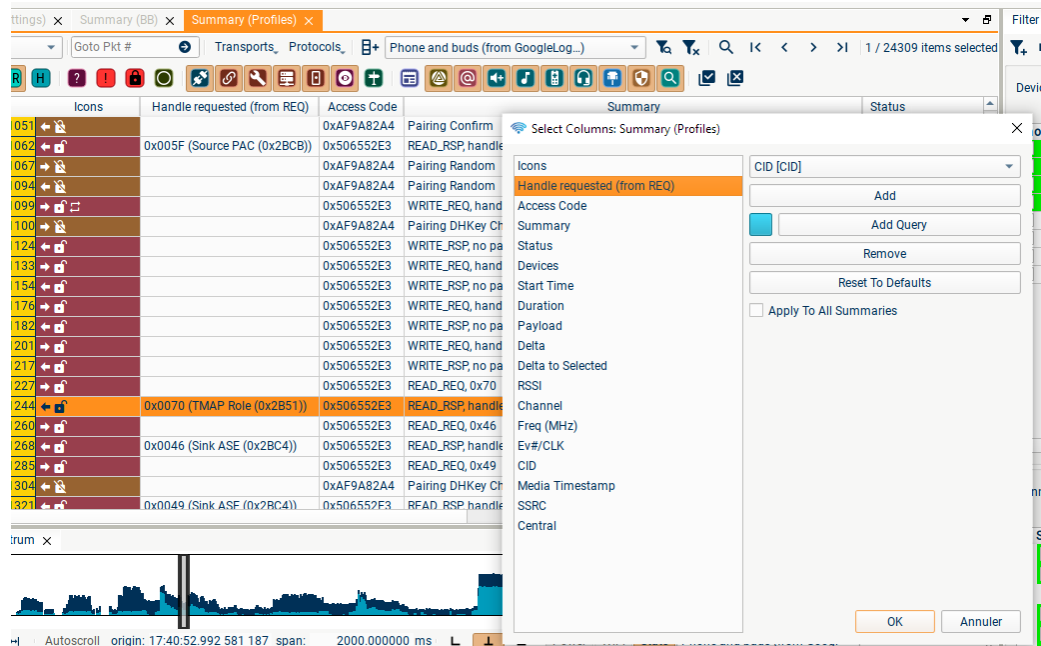 ttings) Summary (BB) Summary (Profiles) Filter
Goto Pkt # Transports Protocols Phone and buds (from GoogleLog...) 1 / 24309 items selected
R H ? !
Devic
Icons Handle requested (from REQ) Access Code Summary Status
051 0xAF9A82A4 Pairing Confirm
062 0x005F (Source PAC (0x2BCB)) 0x506552E3 READ_RSP, handle
067 0xAF9A82A4 Pairing Random
094 0xAF9A82A4 Pairing Random
099 0x506552E3 WRITE_REQ, hand
100 0xAF9A82A4 Pairing DHKey Ch
124 0x506552E3 WRITE_RSP, no pa
133 0x506552E3 WRITE_REQ, hand
154 0x506552E3 WRITE_RSP, no pa
176 0x506552E3 WRITE_REQ, hand
182 0x506552E3 WRITE_RSP, no pa
201 0x506552E3 WRITE_REQ, hand
217 0x506552E3 WRITE_RSP, no pa
227 0x506552E3 READ_REQ, 0x70
244 0x0070 (TMAP Role (0x2B51)) 0x506552E3 READ_RSP, handle
260 0x506552E3 READ_REQ, 0x46
268 0x0046 (Sink ASE (0x2BC4)) 0x506552E3 READ_RSP, handle
285 0x506552E3 READ_REQ, 0x49
304 0xAF9A82A4 Pairing DHKey Ch
321 0x0049 (Sink ASE (0x2BC4)) 0x506552E3 READ_RSP, handle
Select Columns: Summary (Profiles)
Icons
Handle requested (from REQ)
Access Code
Summary
Status
Devices
Start Time
Duration
Payload
Delta
Delta to Selected
RSSI
Channel
Freq (MHz)
Ev#/CLK
CID
Media Timestamp
SSRC
Central
CID [CID]
Add
Add Query
Remove
Reset To Defaults
Apply To All Summaries
OK Annuler
trum
Autoscroll origin: 17:40:52.992 581 187 span: 2000.000000 ms